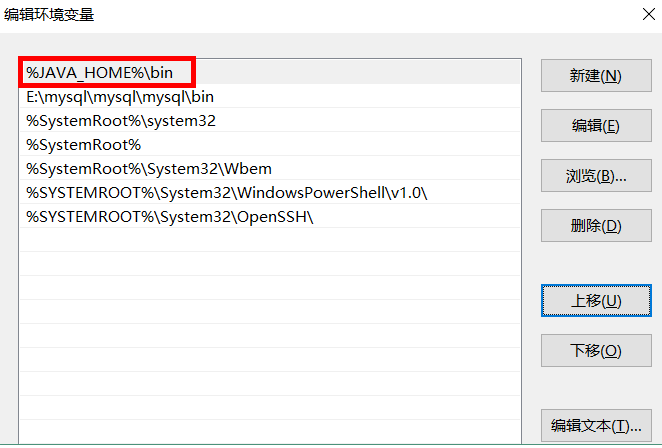 编辑环境变量
%JAVA_HOME%\bin
E:\mysql\mysql\mysql\bin
%SystemRoot%\system32
%SystemRoot%
%SystemRoot%\System32\Wbem
%SYSTEMROOT%\System32\WindowsPowerShell\v1.0\
%SYSTEMROOT%\System32\OpenSSH\
新建(N)
编辑(E)
浏览(B)...
删除(D)
上移(U)
下移(O)
编辑文本(T)...